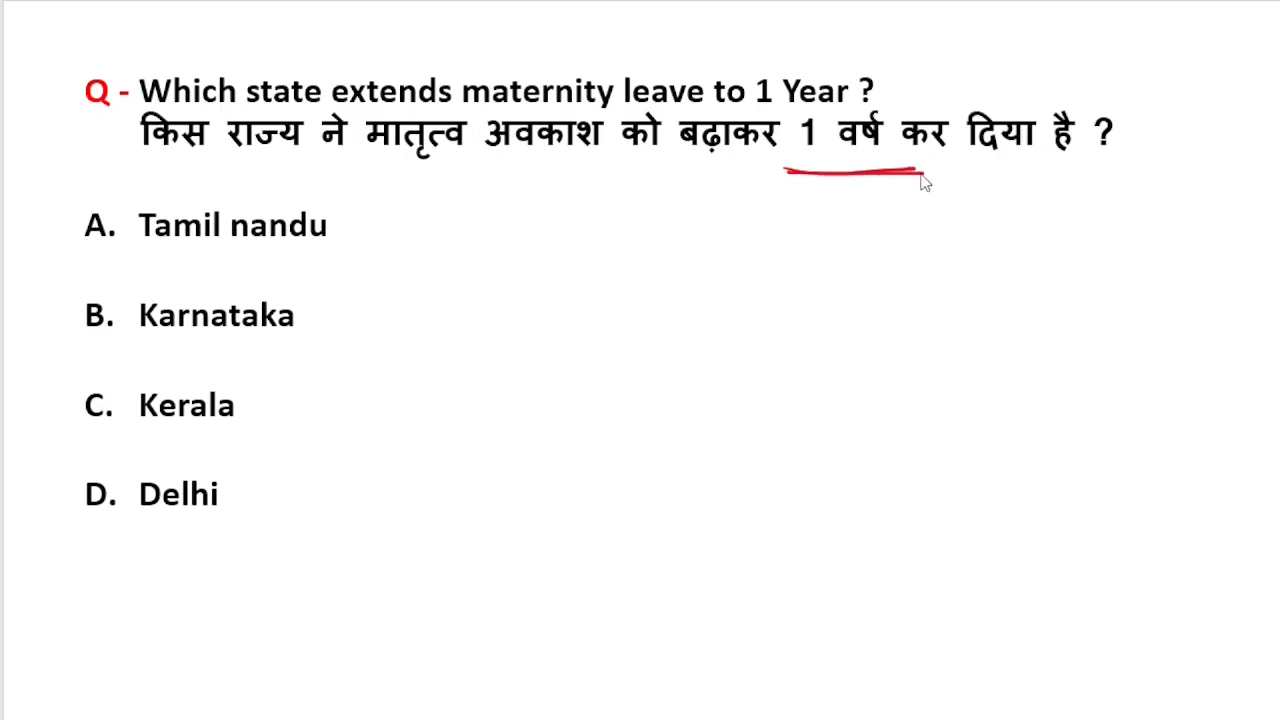 Q - Which state extends maternity leave to 1 Year ?
किस राज्य ने मातृत्व अवकाश को बढ़ाकर 1 वर्ष कर दिया है ?
A. Tamil nandu
B. Karnataka
C. Kerala
D. Delhi